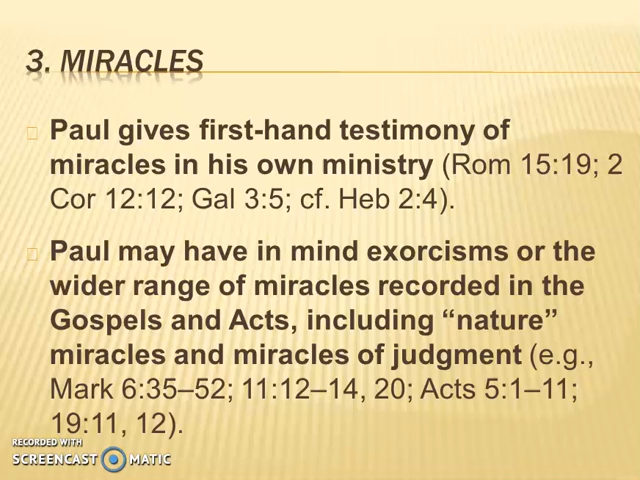 3. MIRACLES
Paul gives first-hand testimony of
miracles in his own ministry (Rom 15:19; 2
Cor 12:12; Gal 3:5; cf. Heb 2:4).
Paul may have in mind exorcisms or the
wider range of miracles recorded in the
Gospels and Acts, including “nature”
miracles and miracles of judgment (e.g.,
Mark 6:35–52; 11:12–14, 20; Acts 5:1–11;
19:11, 12).
RECORDED WITH
SCREENCAST MATIC